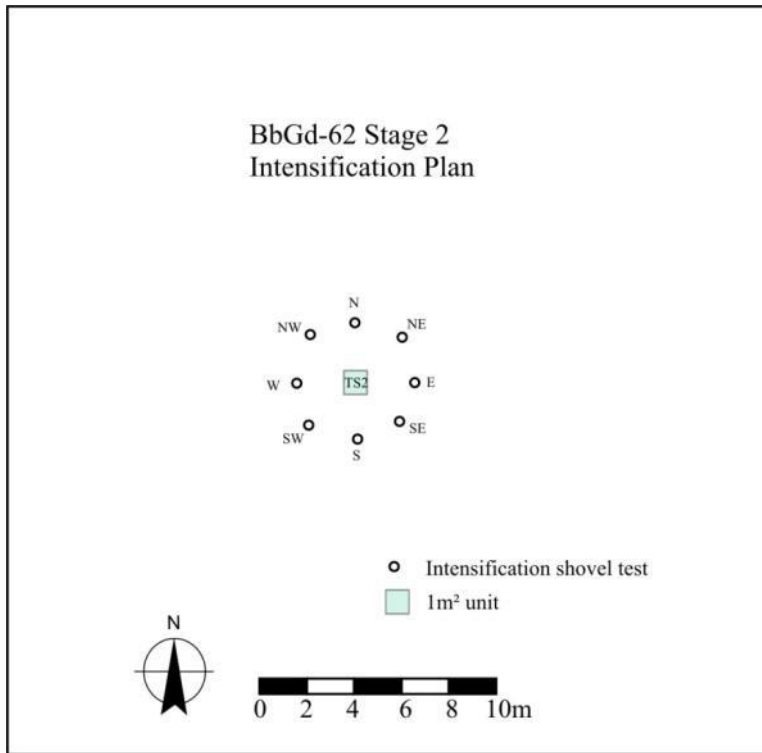 BbGd-62 Stage 2
Intensification Plan
N
NW
NE
W
TS2
E
SW
SE
S
Intensification shovel test
1m² unit
N
0 2 4 6 8 10m